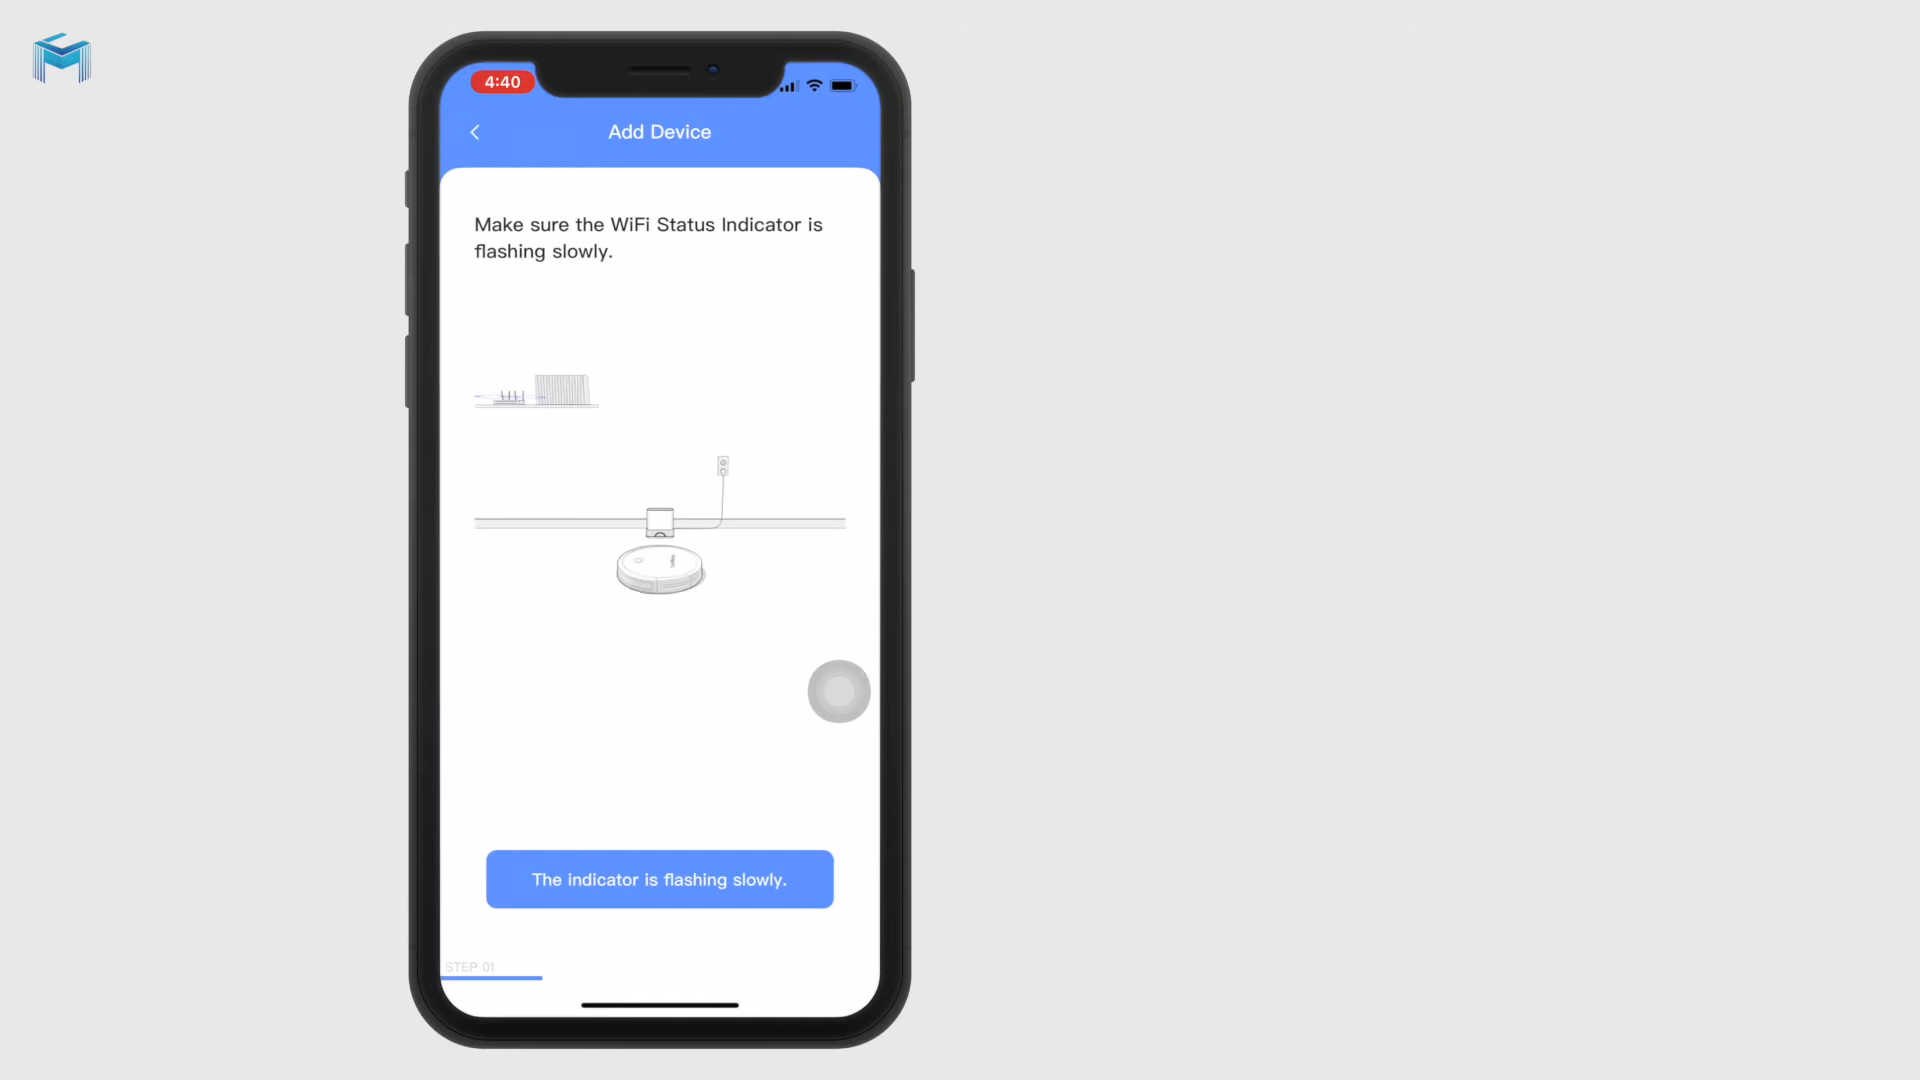 4:40
Add Device
Make sure the WiFi Status Indicator is
flashing slowly.
The indicator is flashing slowly.
STEP 01